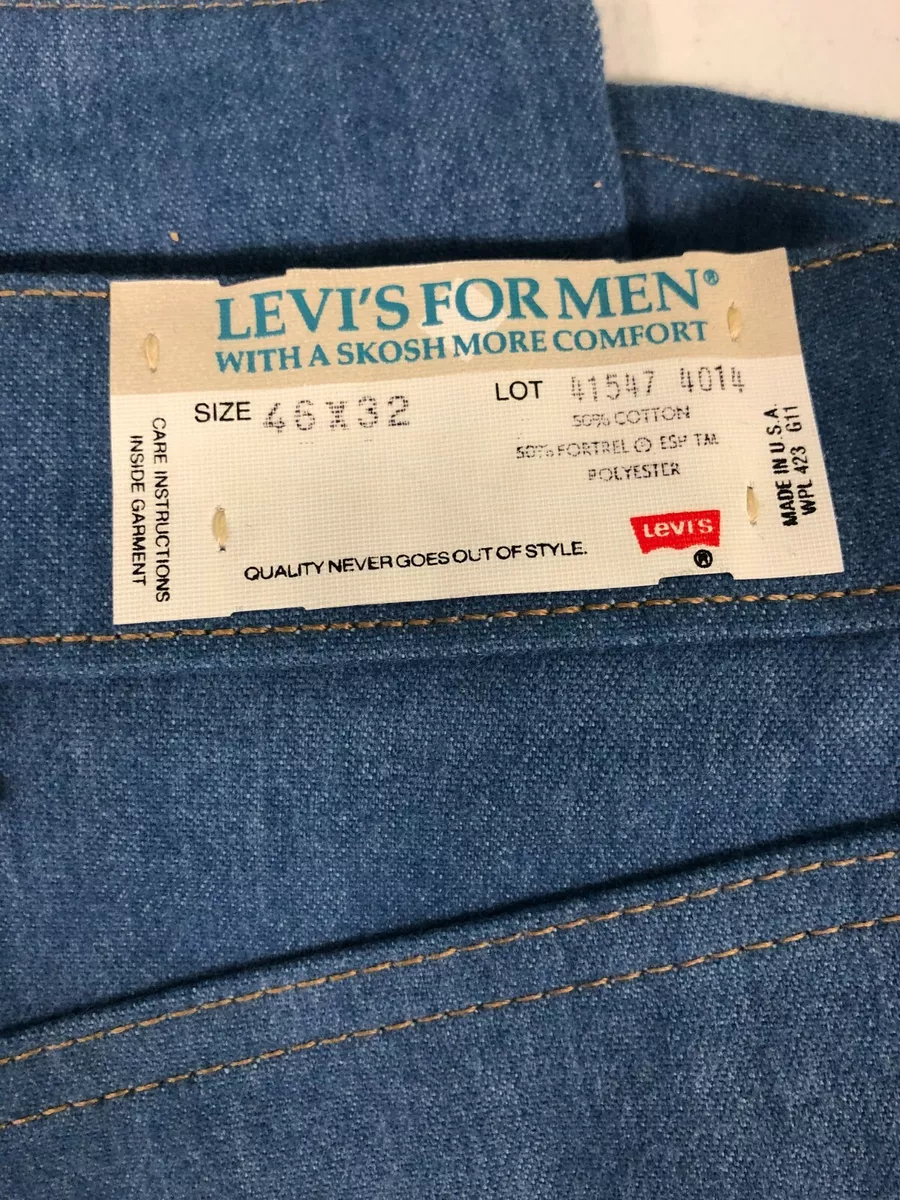 LEVI'S FOR MEN®
WITH A SKOSH MORE COMFORT
SIZE 46X32
LOT 41547 4014
50% COTTON
50% FORTREL ® ESP TM
POLYESTER
CARE INSTRUCTIONS
INSIDE GARMENT
MADE IN U.S.A.
WPL 423 G11
LEVI'S
®
QUALITY NEVER GOES OUT OF STYLE.